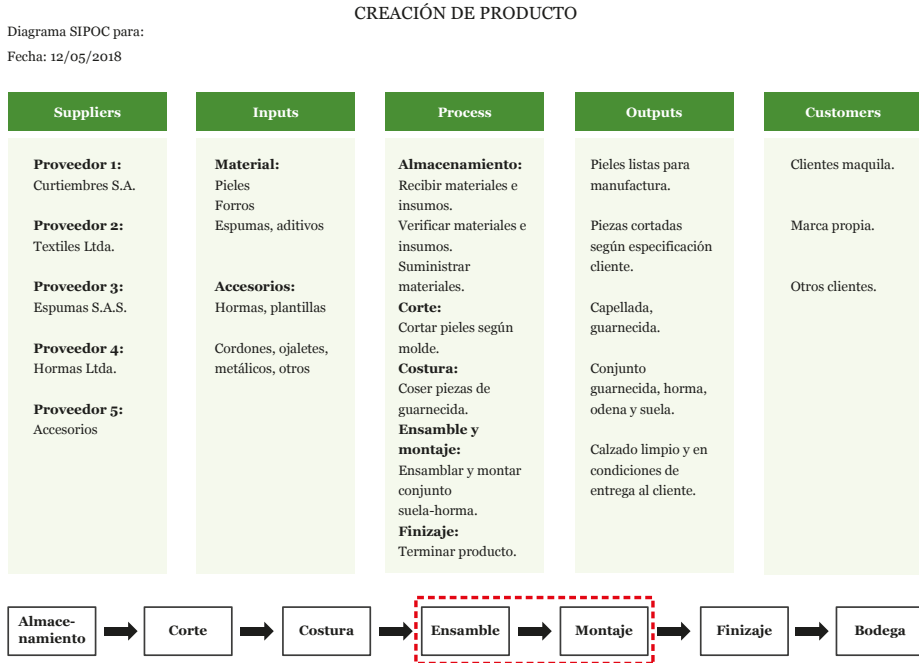 CREACIÓN DE PRODUCTO
Diagrama SIPOC para:
Fecha: 12/05/2018
Suppliers
Proveedor 1:
Curtiembres S.A.
Proveedor 2:
Textiles Ltda.
Proveedor 3:
Espumas S.A.S.
Proveedor 4:
Hormas Ltda.
Proveedor 5:
Accesorios
Inputs
Material:
Pieles
Forros
Espumas, aditivos
Accesorios:
Hormas, plantillas
Cordones, ojaletes,
metálicos, otros
Process
Almacenamiento:
Recibir materiales e
insumos.
Verificar materiales e
insumos.
Suministrar
materiales.
Corte:
Cortar pieles según
molde.
Costura:
Coser piezas de
guarnecida.
Ensamble y
montaje:
Ensamblar y montar
conjunto
suela-horma.
Finizaje:
Terminar producto.
Outputs
Pieles listas para
manufactura.
Piezas cortadas
según especificación
cliente.
Capellada,
guarnecida.
Conjunto
guarnecida, horma,
odena y suela.
Calzado limpio y en
condiciones de
entrega al cliente.
Customers
Clientes maquila.
Marca propia.
Otros clientes.
Almace-
namiento
Corte
Costura
Ensamble
Montaje
Finizaje
Bodega